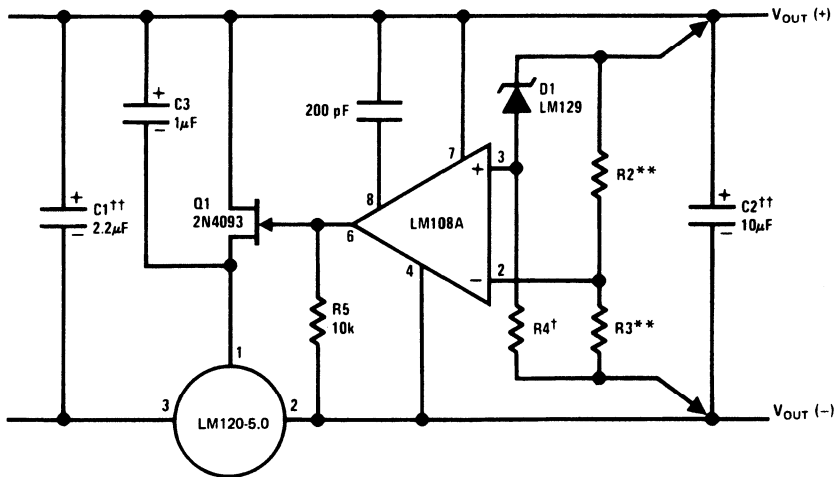 VOUT (+)
C3
1µF
+
−
200 pF
D1
LM129
7
3
+
R2**
8
C1††
2.2µF
+
−
Q1
2N4093
LM108A
6
C2††
10µF
+
−
4
−
2
R5
10k
R4†
R3**
1
3
LM120-5.0
2
VOUT (−)